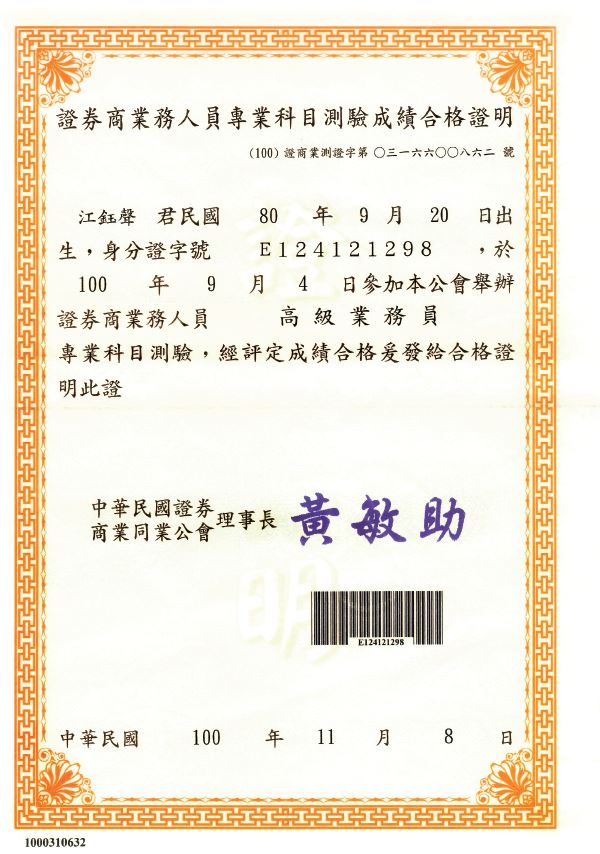 證券商業務人員專業科目測驗成績合格證明
(100) 證商業測證字第 〇三一六六〇〇八六二 號
江鈺聲 君民國 80 年 9 月 20 日出
生，身分證字號 E124121298 ，於
100 年 9 月 4 日參加本公會舉辦
證券商業務人員 高級業務員
專業科目測驗，經評定成績合格爰發給合格證
明此證
中華民國證券
商業同業公會 理事長 黃敏助
E124121298
中華民國 100 年 11 月 8 日
1000310632
證
明